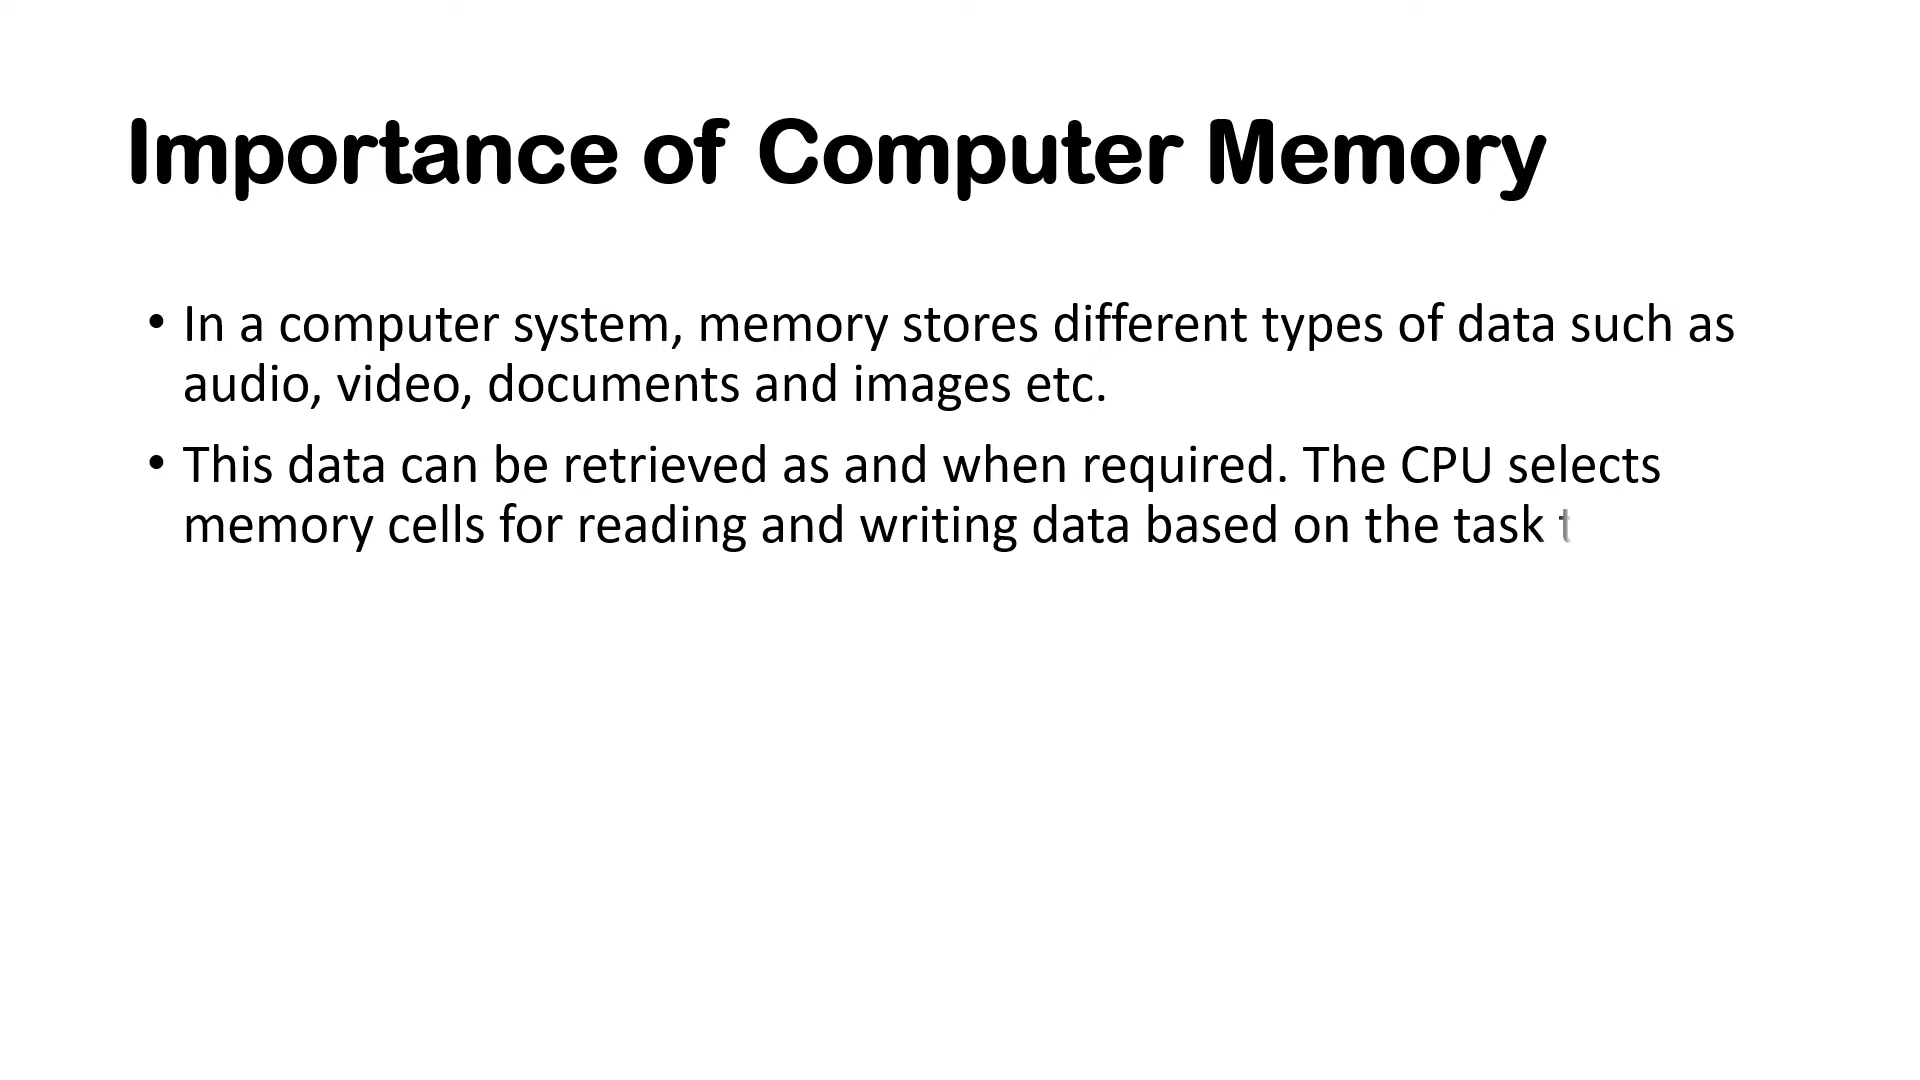 Importance of Computer Memory
• In a computer system, memory stores different types of data such as
audio, video, documents and images etc.
• This data can be retrieved as and when required. The CPU selects
memory cells for reading and writing data based on the task t